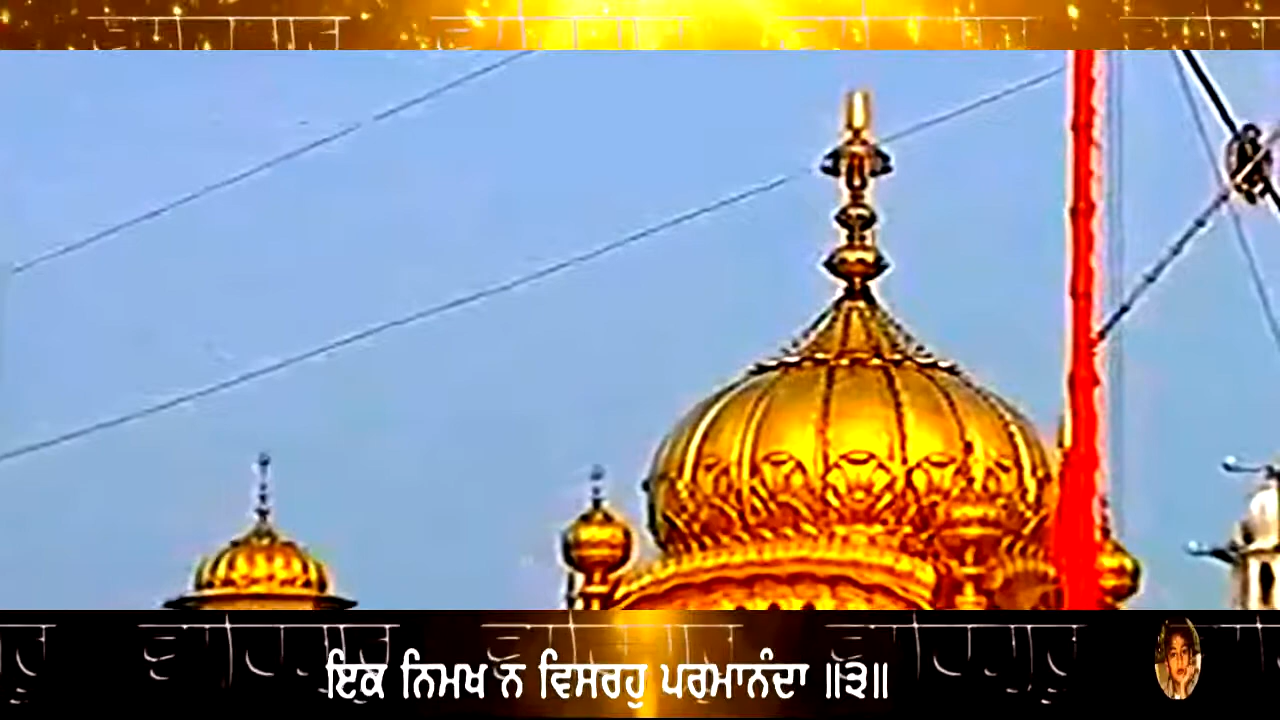 ਵਾਹਿਗੁਰੂ ਵਾਹਿਗੁਰੂ
ਇਕ ਨਿਮਖ ਨ ਵਿਸਰਹੁ ਪਰਮਾਨੰਦਾ ॥੩॥